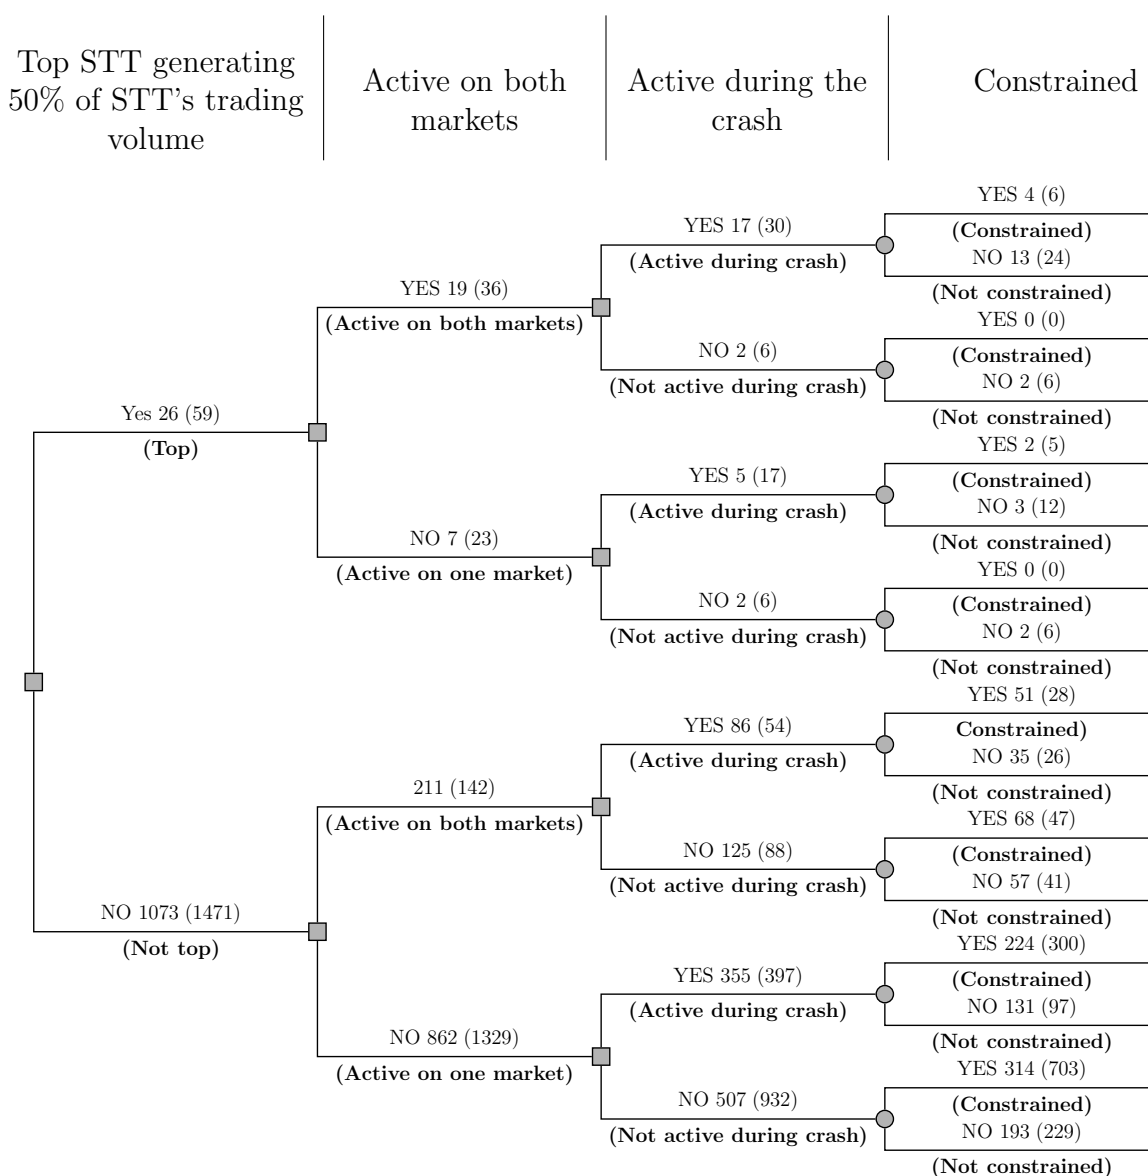 Top STT generating
50% of STT's trading
volume
Active on both
markets
Active during the
crash
Constrained
YES 4 (6)
(Constrained)
NO 13 (24)
(Not constrained)
YES 17 (30)
(Active during crash)
YES 19 (36)
(Active on both markets)
YES 0 (0)
(Constrained)
NO 2 (6)
(Not constrained)
NO 2 (6)
(Not active during crash)
Yes 26 (59)
(Top)
YES 2 (5)
(Constrained)
NO 3 (12)
(Not constrained)
YES 5 (17)
(Active during crash)
NO 7 (23)
(Active on one market)
YES 0 (0)
(Constrained)
NO 2 (6)
(Not constrained)
NO 2 (6)
(Not active during crash)
YES 51 (28)
Constrained)
NO 35 (26)
(Not constrained)
YES 86 (54)
(Active during crash)
211 (142)
(Active on both markets)
YES 68 (47)
(Constrained)
NO 57 (41)
(Not constrained)
NO 125 (88)
(Not active during crash)
NO 1073 (1471)
(Not top)
YES 224 (300)
(Constrained)
NO 131 (97)
(Not constrained)
YES 355 (397)
(Active during crash)
NO 862 (1329)
(Active on one market)
YES 314 (703)
(Constrained)
NO 193 (229)
(Not constrained)
NO 507 (932)
(Not active during crash)